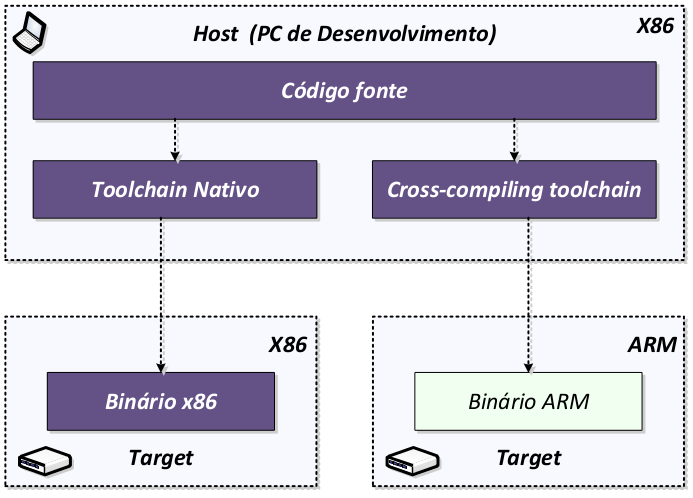 Host  (PC de Desenvolvimento)
X86
Código fonte
Toolchain Nativo
Cross-compiling toolchain
X86
Binário x86
Target
ARM
Binário ARM
Target